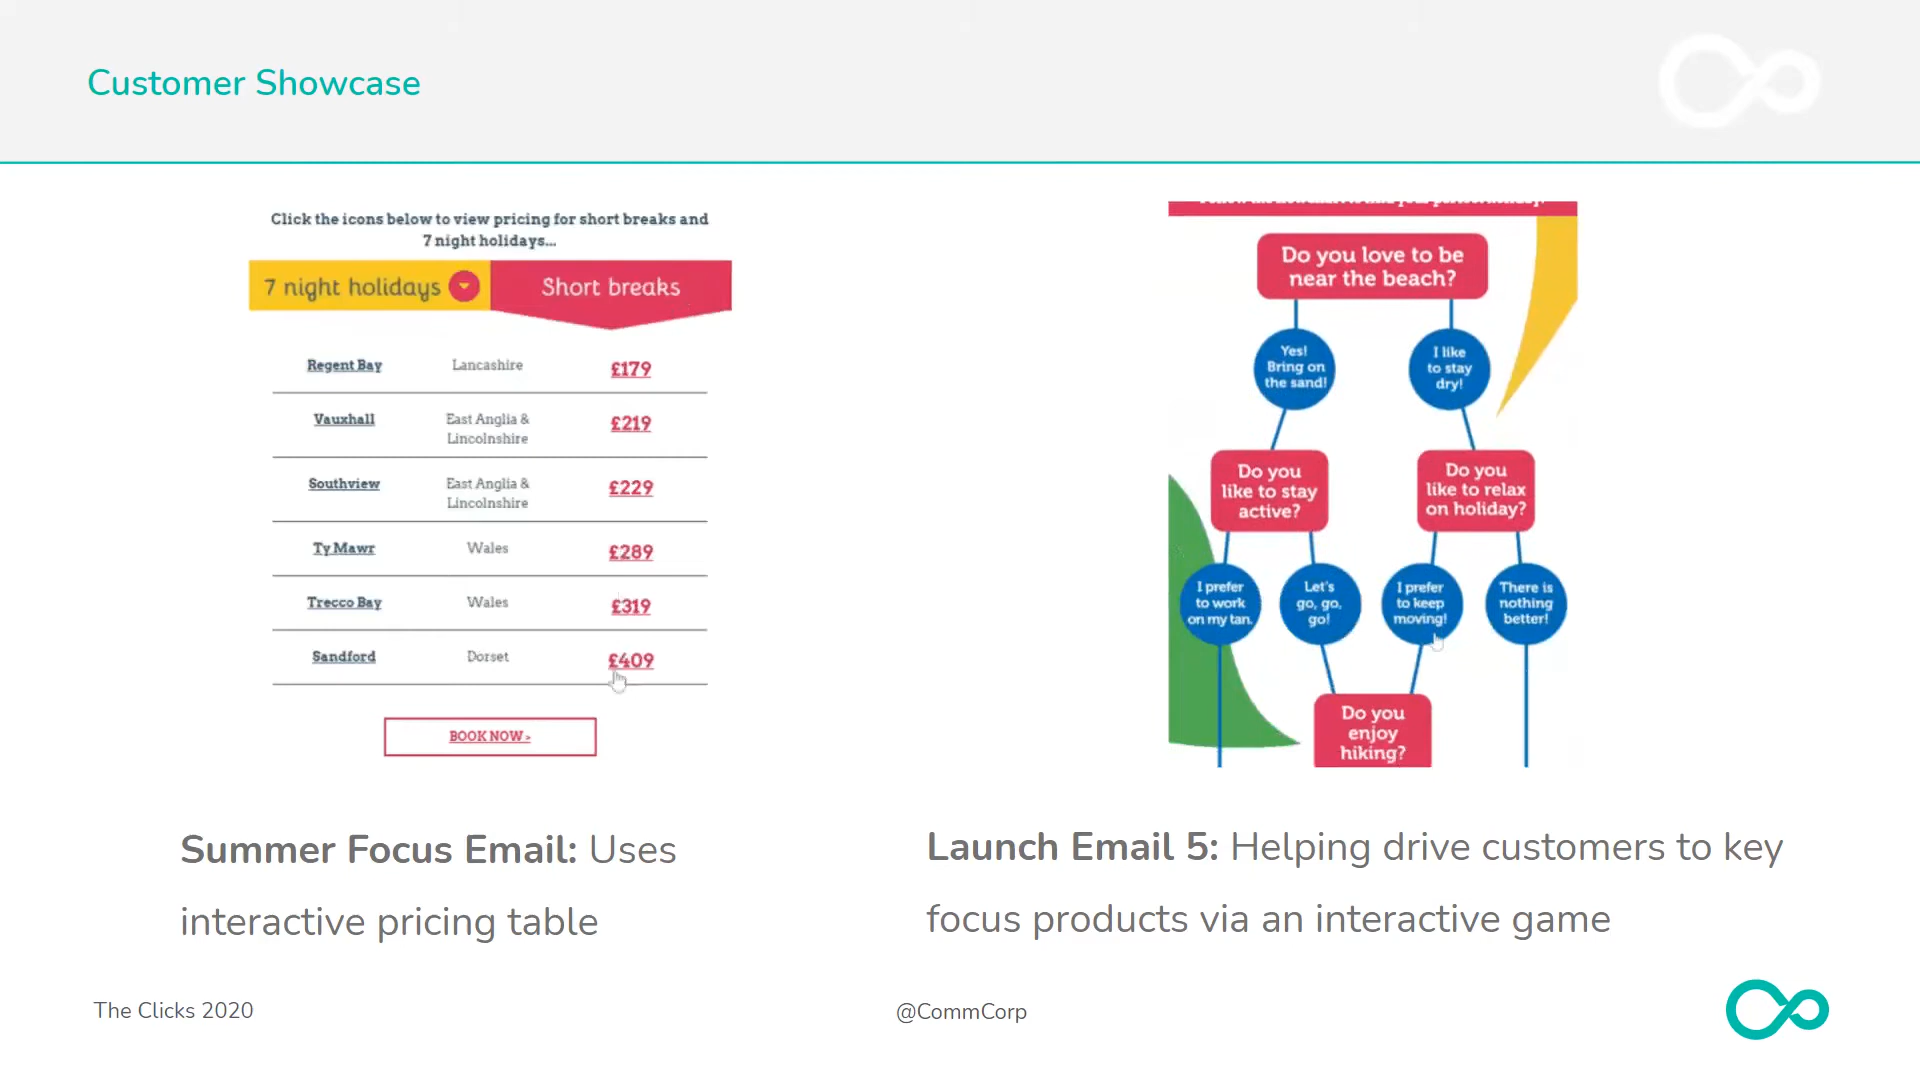 Customer Showcase
Click the icons below to view pricing for short breaks and
7 night holidays...
7 night holidays
Short breaks
Regent Bay Lancashire £179
Vauxhall East Anglia &
Lincolnshire £219
Southview East Anglia &
Lincolnshire £229
Ty Mawr Wales £289
Trecco Bay Wales £319
Sandford Dorset £409
BOOK NOW >
Do you love to be
near the beach?
Yes!
Bring on
the sand!
I like
to stay
dry!
Do you
like to stay
active?
Do you
like to relax
on holiday?
I prefer
to work
on my tan.
Let's
go, go,
go!
I prefer
to keep
moving!
There is
nothing
better!
Do you
enjoy
hiking?
Summer Focus Email: Uses
interactive pricing table
Launch Email 5: Helping drive customers to key
focus products via an interactive game
The Clicks 2020
@CommCorp